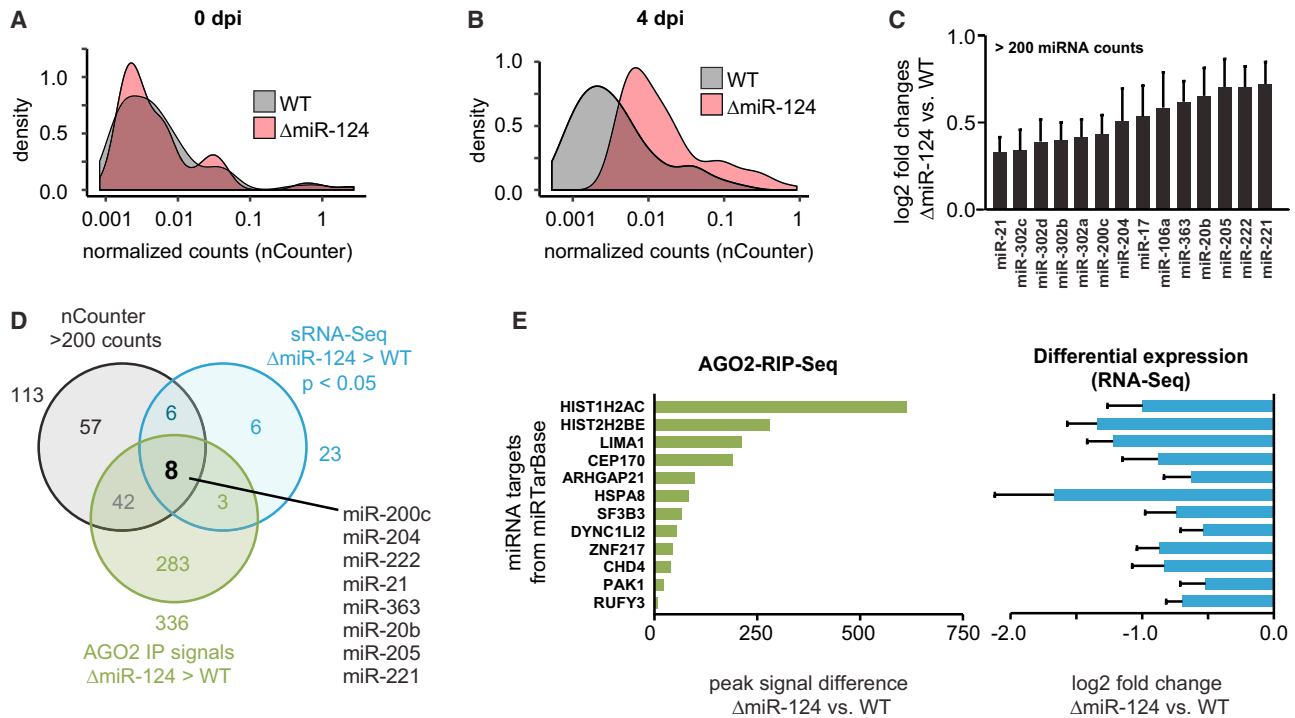 A
0 dpi
density
1.0
0.5
0.0
WT
ΔmiR-124
0.001
0.01
0.1
1
normalized counts (nCounter)
B
4 dpi
density
1.0
0.5
0.0
WT
ΔmiR-124
0.001
0.01
0.1
1
normalized counts (nCounter)
C
log2 fold changes
ΔmiR-124 vs. WT
> 200 miRNA counts
1.0
0.5
0.0
miR-21
miR-302c
miR-302d
miR-302b
miR-302a
miR-200c
miR-204
miR-17
miR-106a
miR-363
miR-20b
miR-205
miR-222
miR-221
D
nCounter
>200 counts
sRNA-Seq
ΔmiR-124 > WT
p < 0.05
113
57
6
6
23
8
42
3
283
336
AGO2 IP signals
ΔmiR-124 > WT
miR-200c
miR-204
miR-222
miR-21
miR-363
miR-20b
miR-205
miR-221
E
AGO2-RIP-Seq
miRNA targets
from miRTarBase
HIST1H2AC
HIST2H2BE
LIMA1
CEP170
ARHGAP21
HSPA8
SF3B3
DYNC1LI2
ZNF217
CHD4
PAK1
RUFY3
0
250
500
750
peak signal difference
ΔmiR-124 vs. WT
Differential expression
(RNA-Seq)
-2.0
-1.0
0.0
log2 fold change
ΔmiR-124 vs. WT